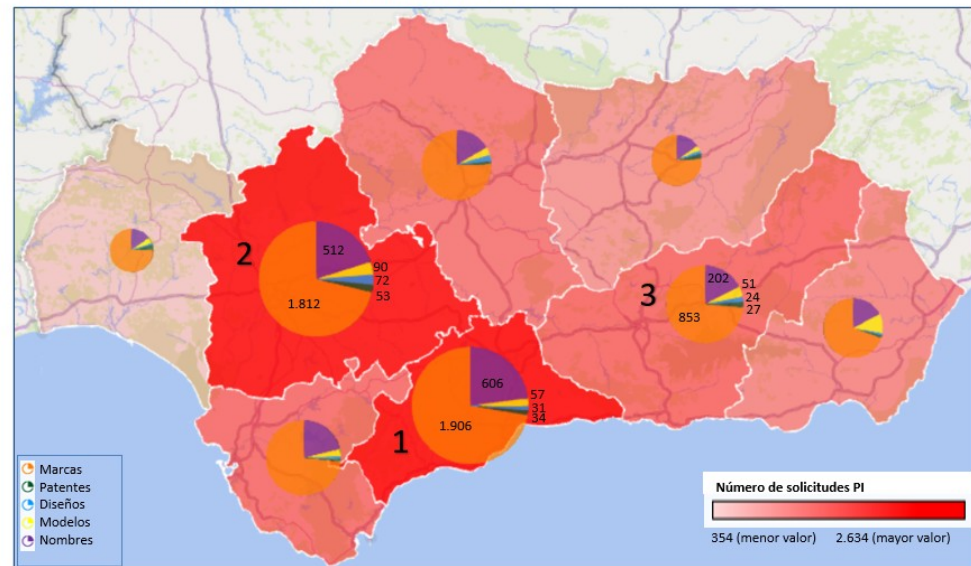 2
512
90
72
53
1.812
3
202
51
24
27
853
1
606
57
31
34
1.906
Marcas
Patentes
Diseños
Modelos
Nombres
Número de solicitudes PI
354 (menor valor) 2.634 (mayor valor)